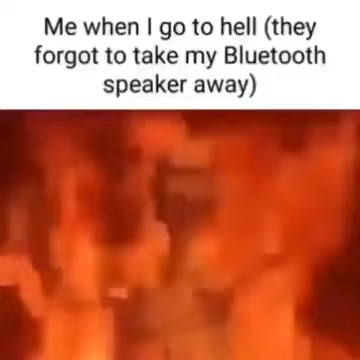 Me when I go to hell (they
forgot to take my Bluetooth
speaker away)